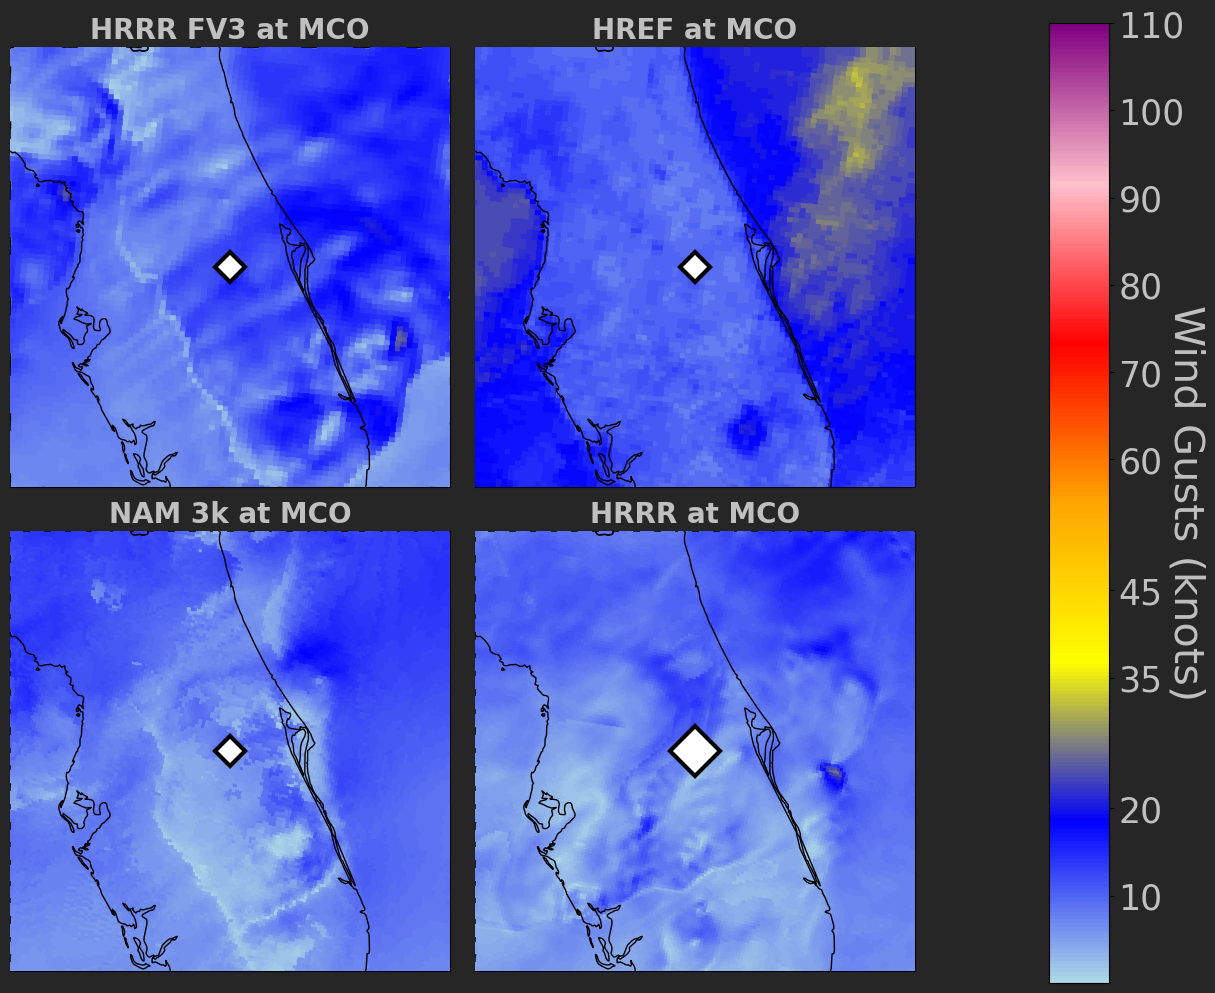 HRRR FV3 at MCO
HREF at MCO
NAM 3k at MCO
HRRR at MCO
110
100
90
80
70
60
45
35
20
10
Wind Gusts (knots)